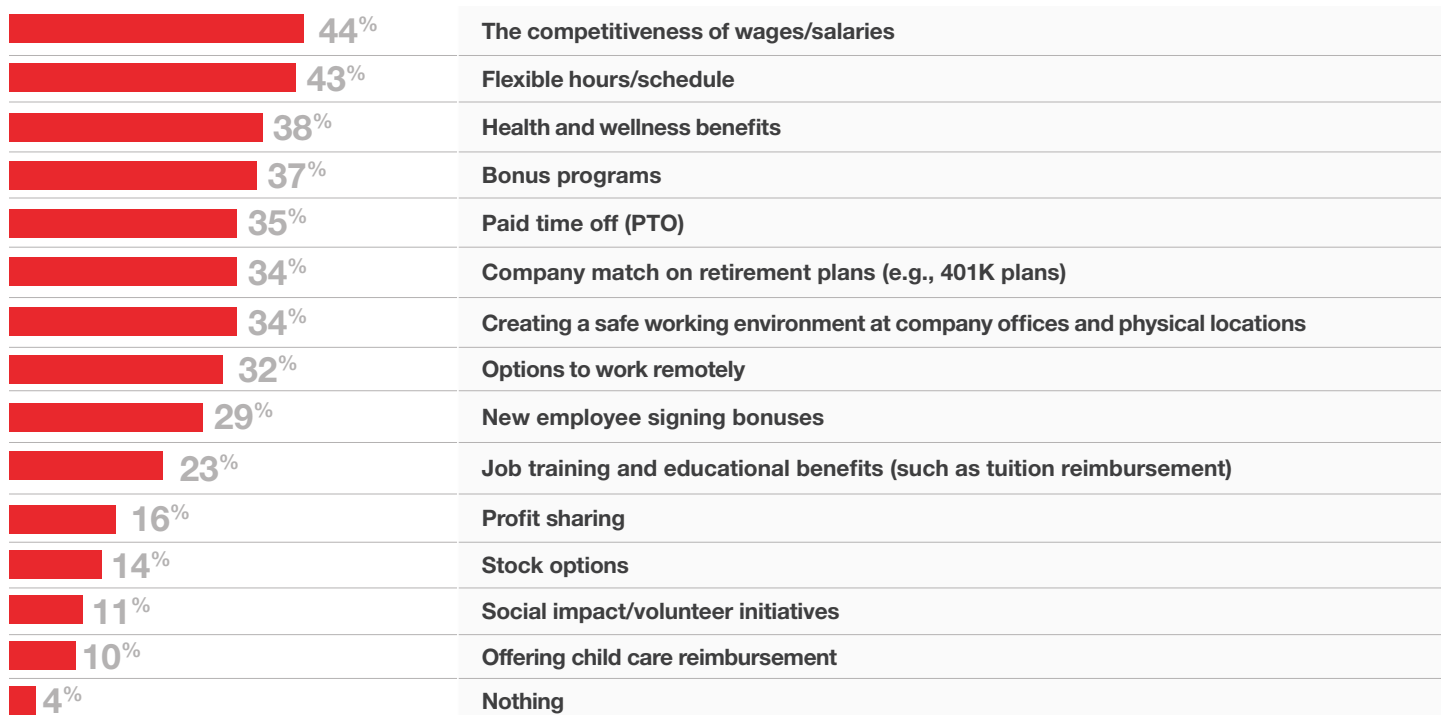 44% The competitiveness of wages/salaries
43% Flexible hours/schedule
38% Health and wellness benefits
37% Bonus programs
35% Paid time off (PTO)
34% Company match on retirement plans (e.g., 401K plans)
34% Creating a safe working environment at company offices and physical locations
32% Options to work remotely
29% New employee signing bonuses
23% Job training and educational benefits (such as tuition reimbursement)
16% Profit sharing
14% Stock options
11% Social impact/volunteer initiatives
10% Offering child care reimbursement
4% Nothing